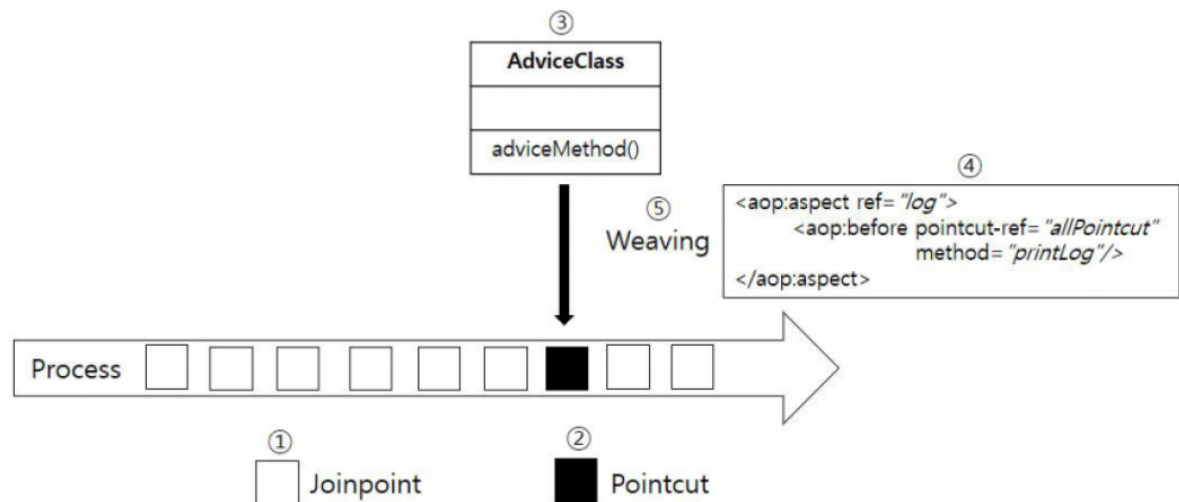 ③
AdviceClass
adviceMethod()
④
⑤
Weaving
<aop:aspect ref="log">
<aop:before pointcut-ref="allPointcut"
method="printLog"/>
</aop:aspect>
Process
①
②
Joinpoint
Pointcut